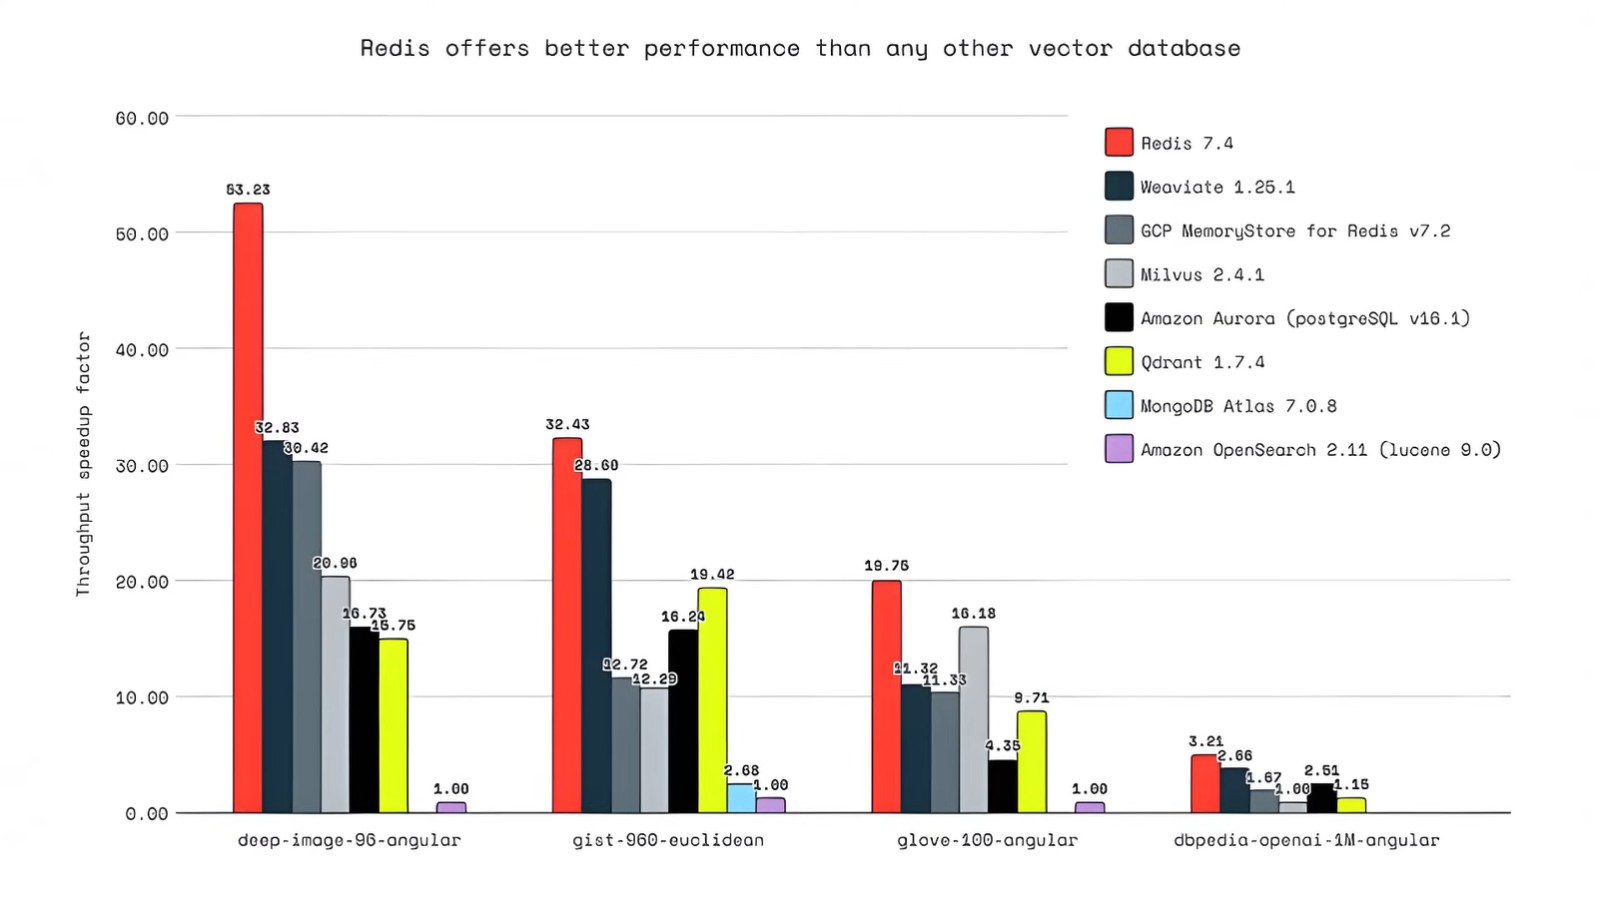 Redis offers better performance than any other vector database
60.00
50.00
40.00
30.00
20.00
10.00
0.00
Throughput speedup factor
53.23
32.83
30.42
20.96
16.73
15.75
1.00
32.43
28.60
12.72
12.29
16.24
19.42
2.68
1.00
19.75
11.32
11.33
16.18
4.35
9.71
1.00
3.21
2.66
1.67
1.00
2.51
1.15
deep-image-96-angular
gist-960-euclidean
glove-100-angular
dbpedia-openai-1M-angular
Redis 7.4
Weaviate 1.25.1
GCP MemoryStore for Redis v7.2
Milvus 2.4.1
Amazon Aurora (postgreSQL v16.1)
Qdrant 1.7.4
MongoDB Atlas 7.0.8
Amazon OpenSearch 2.11 (lucene 9.0)